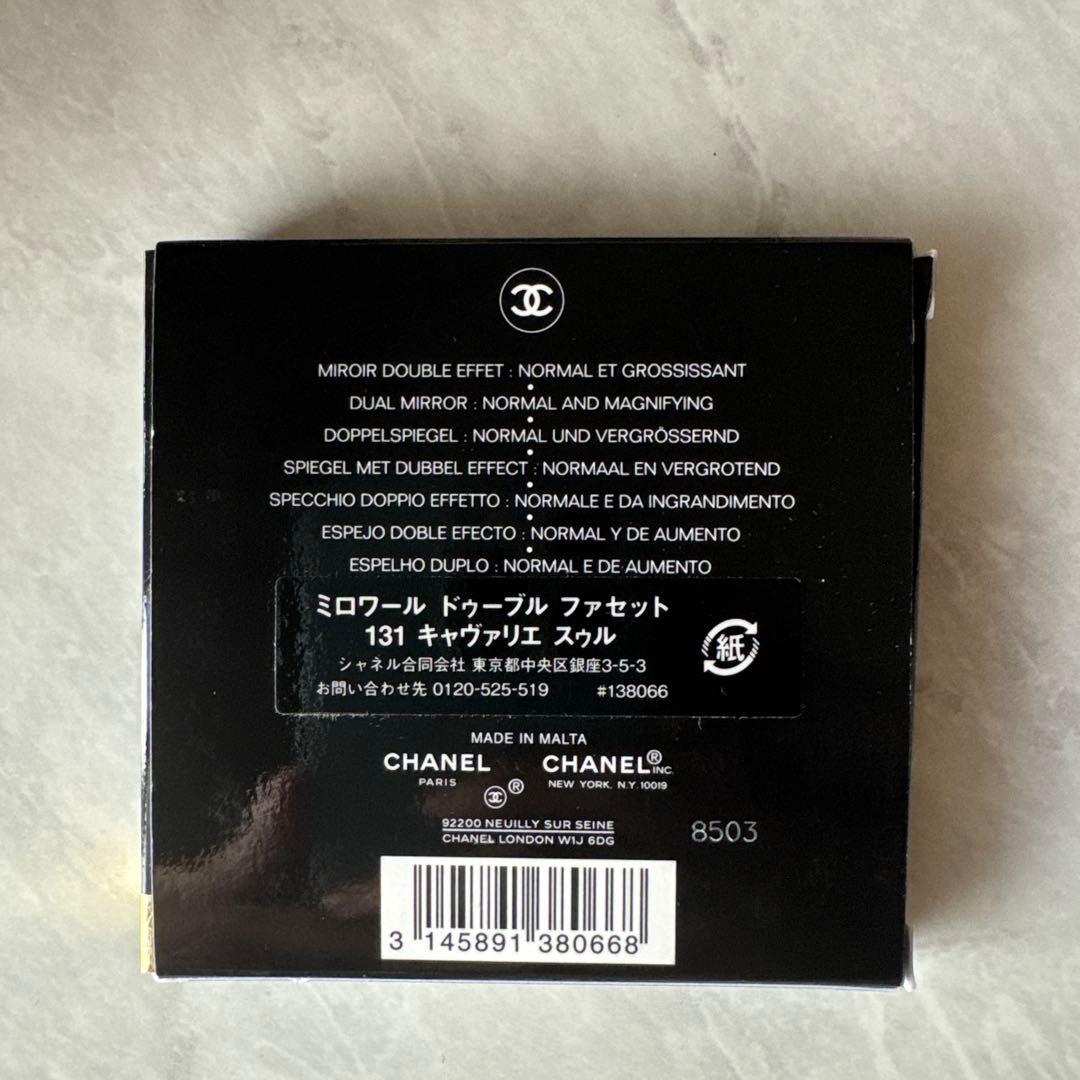 MIROIR DOUBLE EFFET : NORMAL ET GROSSISSANT
•
DUAL MIRROR : NORMAL AND MAGNIFYING
•
DOPPELSPIEGEL : NORMAL UND VERGRÖSSERND
•
SPIEGEL MET DUBBEL EFFECT : NORMAAL EN VERGROTEND
•
SPECCHIO DOPPIO EFFETTO : NORMALE E DA INGRANDIMENTO
•
ESPEJO DOBLE EFECTO : NORMAL Y DE AUMENTO
•
ESPELHO DUPLO : NORMAL E DE AUMENTO
ミロワール ドゥーブル ファセット
131 キャヴァリエ スゥル
シャネル合同会社 東京都中央区銀座3-5-3
お問い合わせ先 0120-525-519 #138066
紙
MADE IN MALTA
CHANEL CHANEL® INC.
PARIS NEW YORK, N.Y. 10019
®
92200 NEUILLY SUR SEINE
CHANEL LONDON W1J 6DG
8503
3 145891 380668